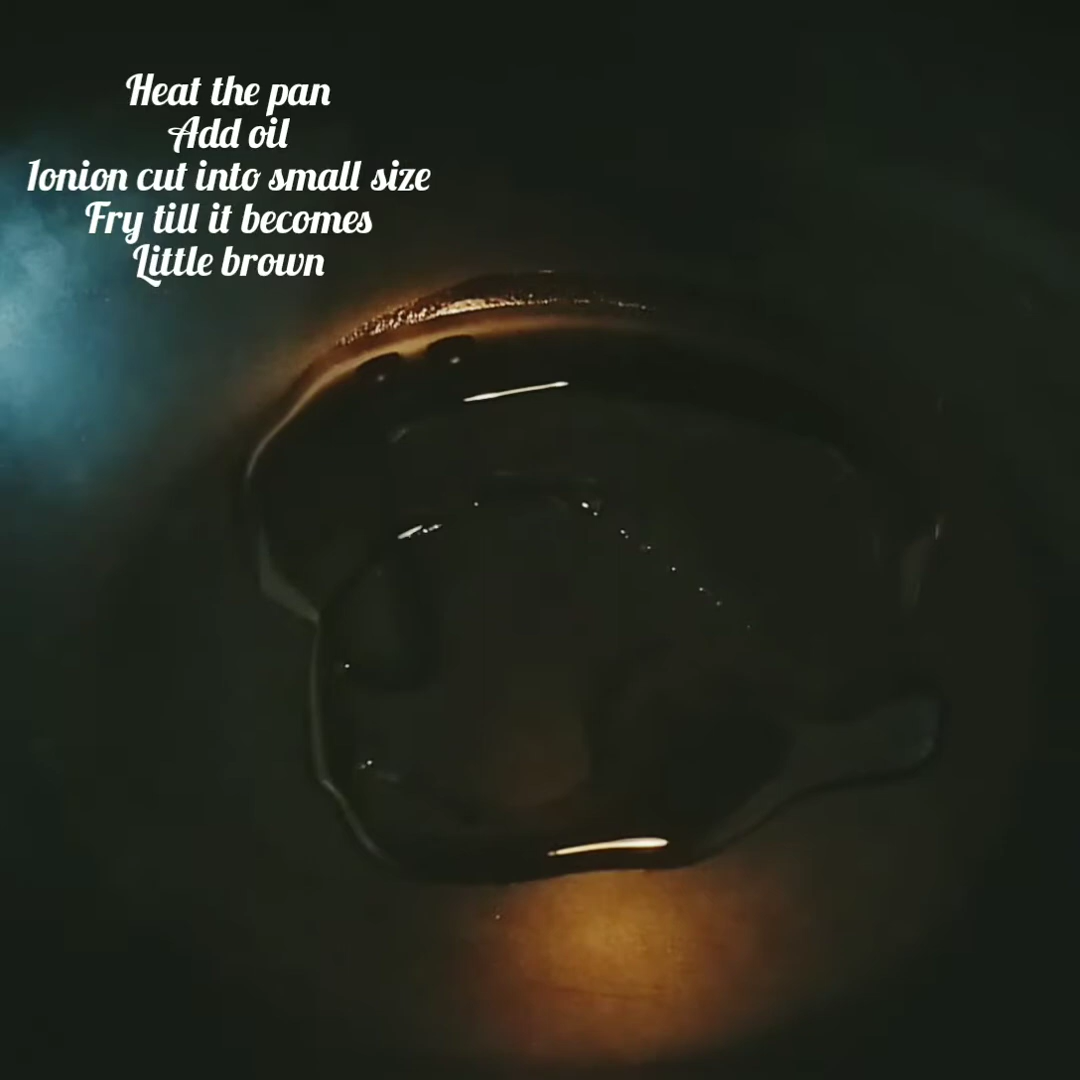 Heat the pan
Add oil
1onion cut into small size
Fry till it becomes
Little brown